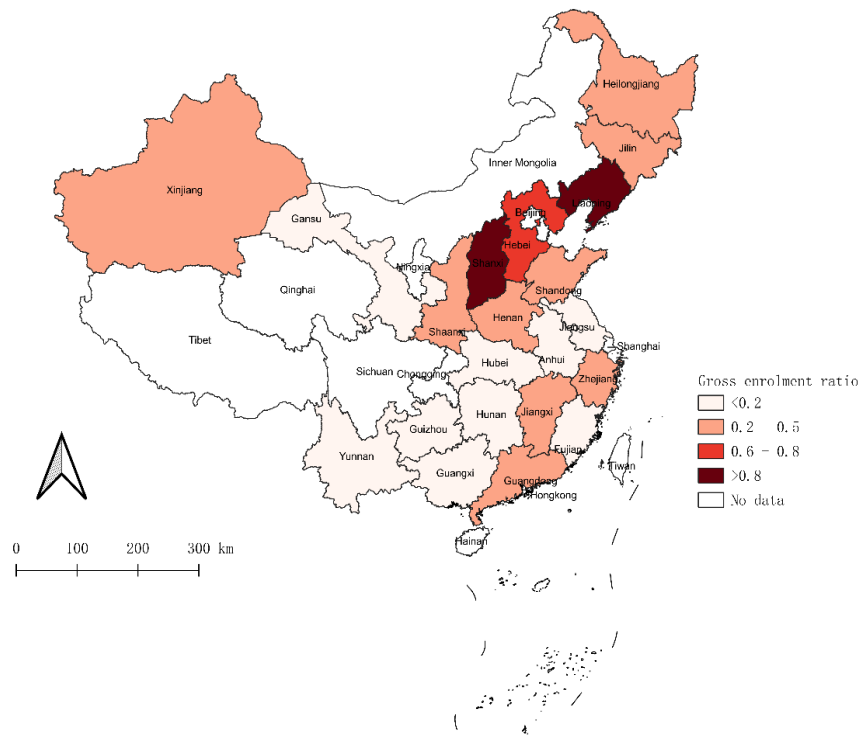 Heilongjiang
Jilin
Inner Mongolia
Liaoning
Xinjiang
Beijing
Gansu
Hebei
Shanxi
Ningxia
Qinghai
Shandong
Henan
Shaanxi
Jiangsu
Tibet
Shanghai
Anhui
Hubei
Sichuan
Chongqing
Zhejiang
Gross enrolment ratio
<0.2
0.2 0.5
0.6 - 0.8
>0.8
No data
Hunan
Jiangxi
Guizhou
Fujian
Yunnan
Tiwan
Guangxi
Guangdong
Hongkong
Hainan
0 100 200 300 km